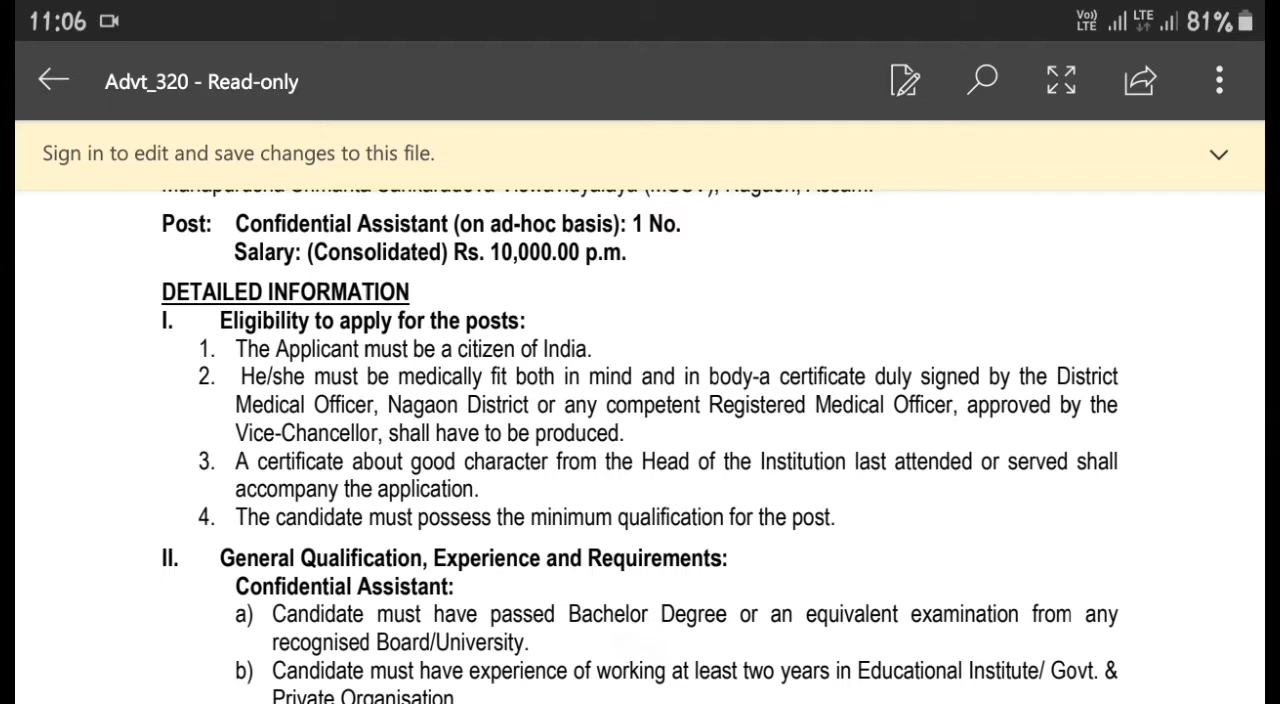 11:06
Vo)) LTE LTE 81%
Advt_320 - Read-only
Sign in to edit and save changes to this file.
Post: Confidential Assistant (on ad-hoc basis): 1 No.
Salary: (Consolidated) Rs. 10,000.00 p.m.
DETAILED INFORMATION
I. Eligibility to apply for the posts:
1. The Applicant must be a citizen of India.
2. He/she must be medically fit both in mind and in body-a certificate duly signed by the District
Medical Officer, Nagaon District or any competent Registered Medical Officer, approved by the
Vice-Chancellor, shall have to be produced.
3. A certificate about good character from the Head of the Institution last attended or served shall
accompany the application.
4. The candidate must possess the minimum qualification for the post.
II. General Qualification, Experience and Requirements:
Confidential Assistant:
a) Candidate must have passed Bachelor Degree or an equivalent examination from any
recognised Board/University.
b) Candidate must have experience of working at least two years in Educational Institute/ Govt. &
Private Organisation